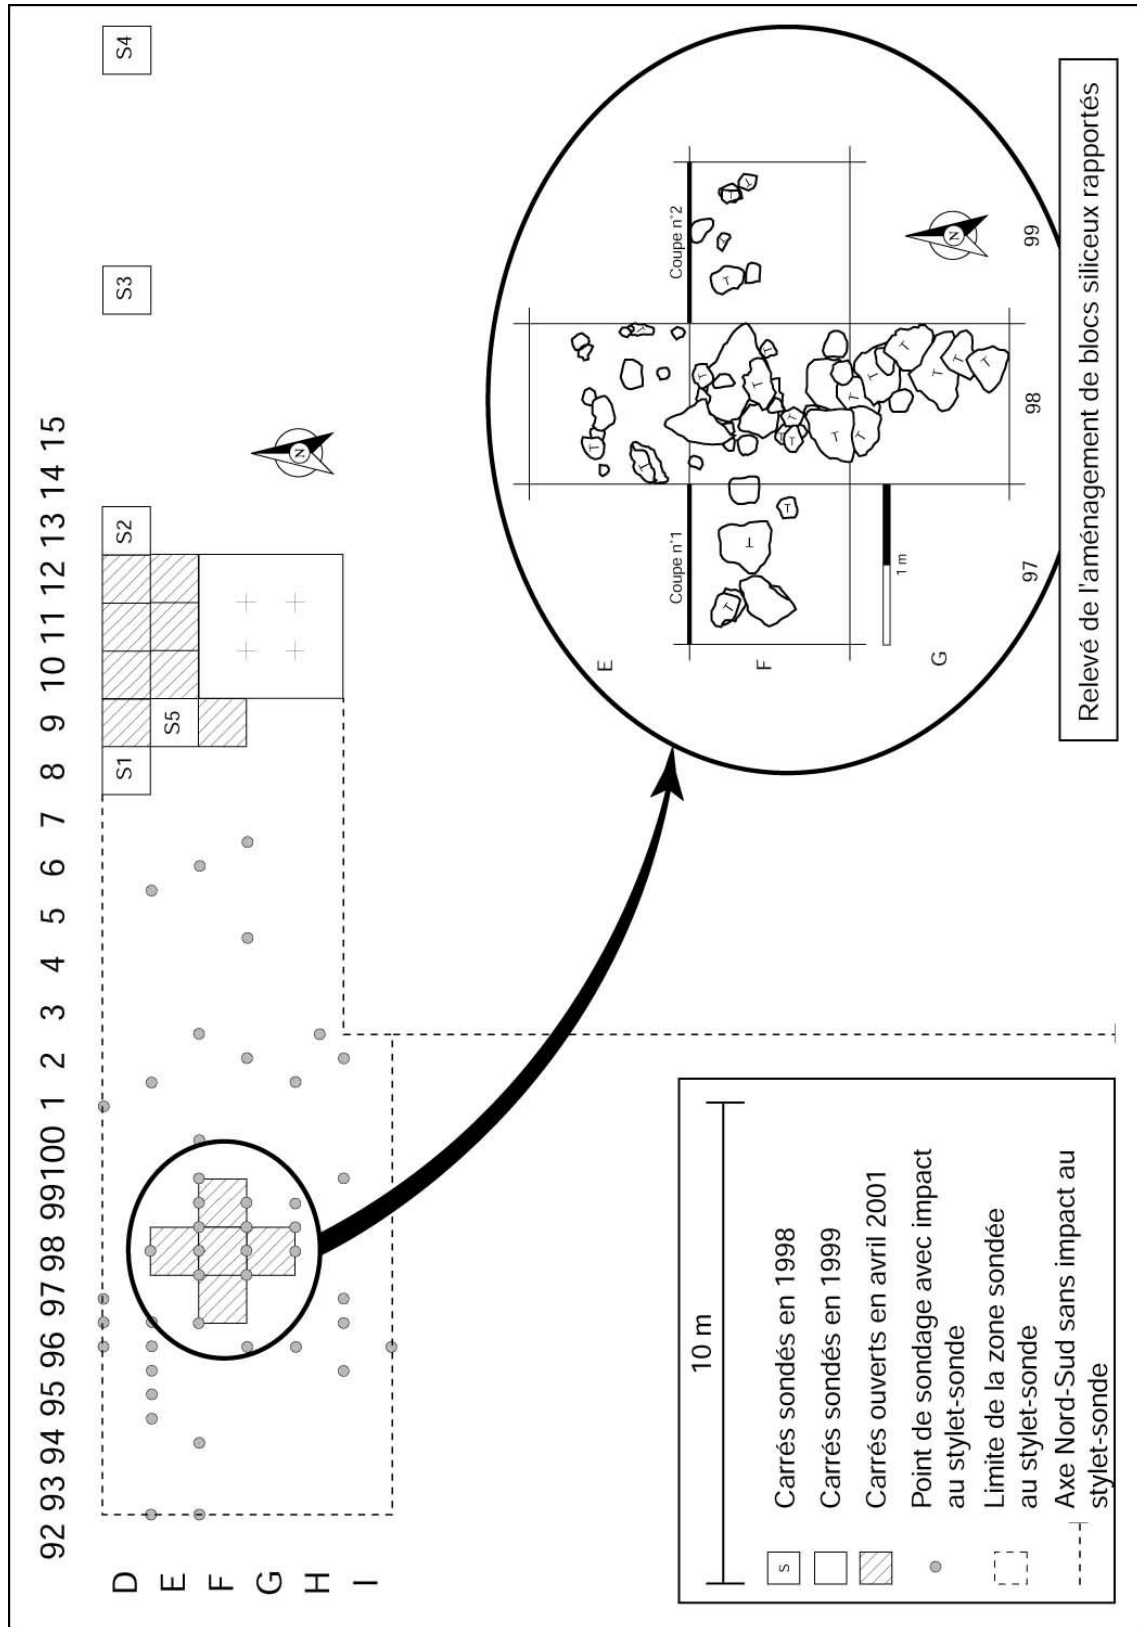 92 93 94 95 96 97 98 99 100 1 2 3 4 5 6 7 8 9 10 11 12 13 14 15
D
E
F
G
H
I
S1
S5
S2
S3
S4
N
10 m
s
Carrés sondés en 1998
Carrés sondés en 1999
Carrés ouverts en avril 2001
Point de sondage avec impact
au stylet-sonde
Limite de la zone sondée
au stylet-sonde
Axe Nord-Sud sans impact au
stylet-sonde
E
F
G
Coupe n°1
Coupe n°2
T T T T
T T T T T T T T T T T T T T T T
T T T T
1 m
97
98
99
N
Relevé de l'aménagement de blocs siliceux rapportés